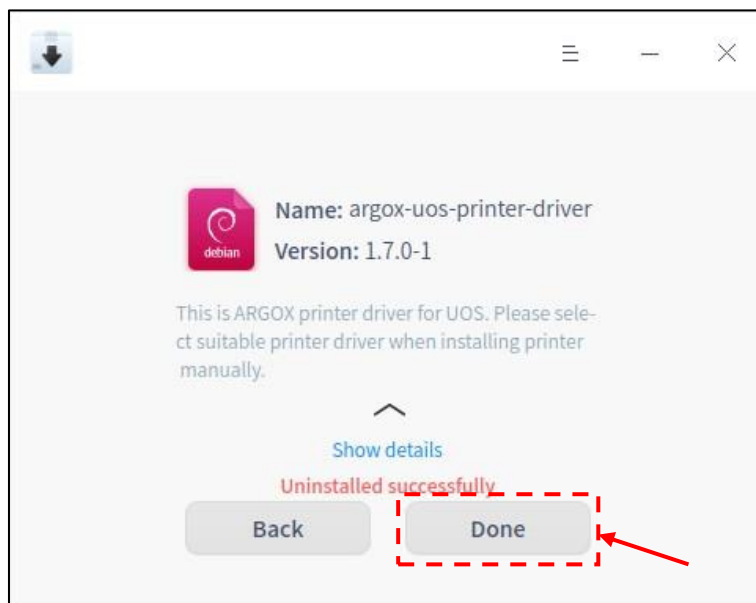 debian
Name: argox-uos-printer-driver
Version: 1.7.0-1
This is ARGOX printer driver for UOS. Please sele-
ct suitable printer driver when installing printer
manually.
Show details
Uninstalled successfully
Back
Done